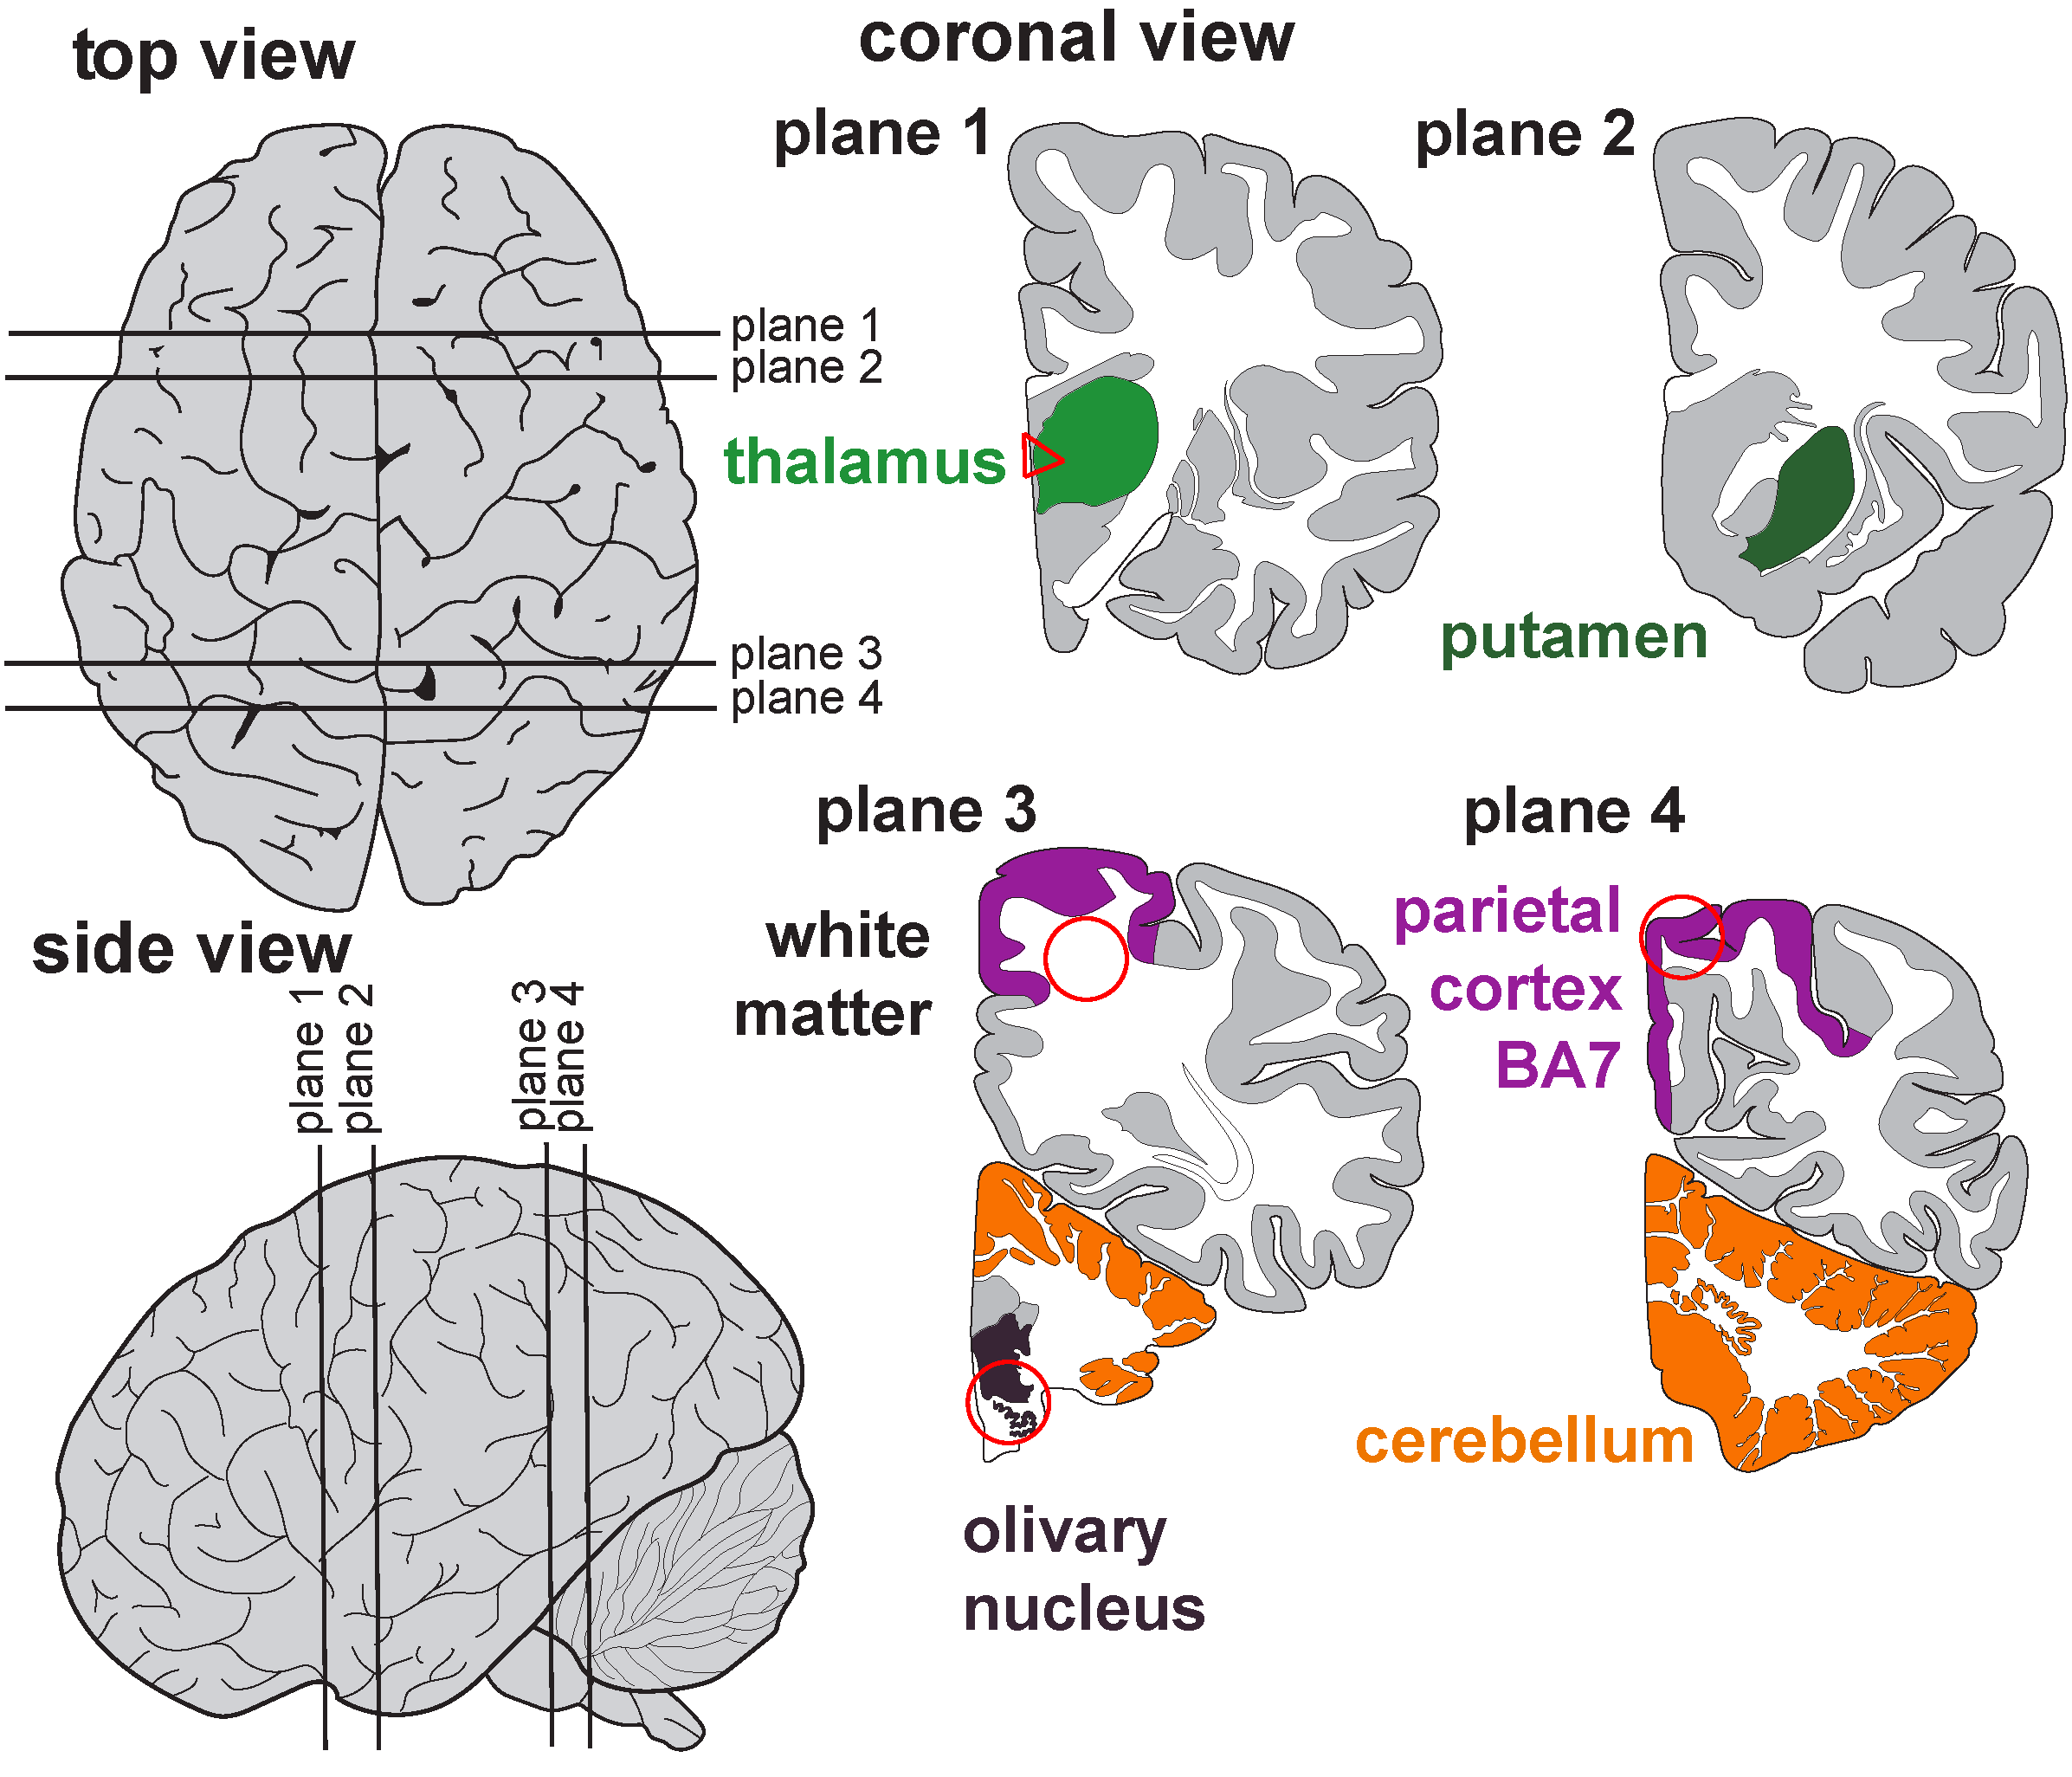 top view
plane 1
plane 2
plane 3
plane 4
side view
plane 1
plane 2
plane 3
plane 4
coronal view
plane 1
plane 2
thalamus
putamen
plane 3
plane 4
white
matter
parietal
cortex
BA7
cerebellum
olivary
nucleus